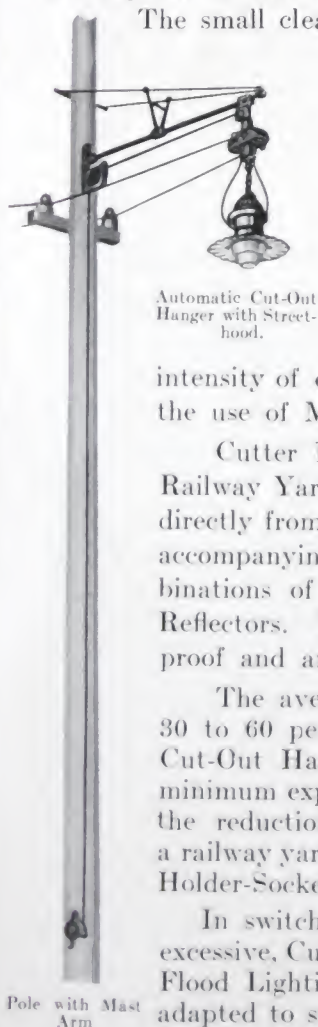 The small clea
Automatic Cut-Out
Hanger with Street-
hood.
intensity of
the use of
Cutter
Railway Yar
directly from
accompanyin
binations of
Reflectors.
proof and
The ave
30 to 60 pe
Cut-Out Ha
minimum exp
the reductio
a railway yar
Holder-Socke
In switch
excessive, Cu
Flood Lighti
adapted to s
Pole with Mast
Arm